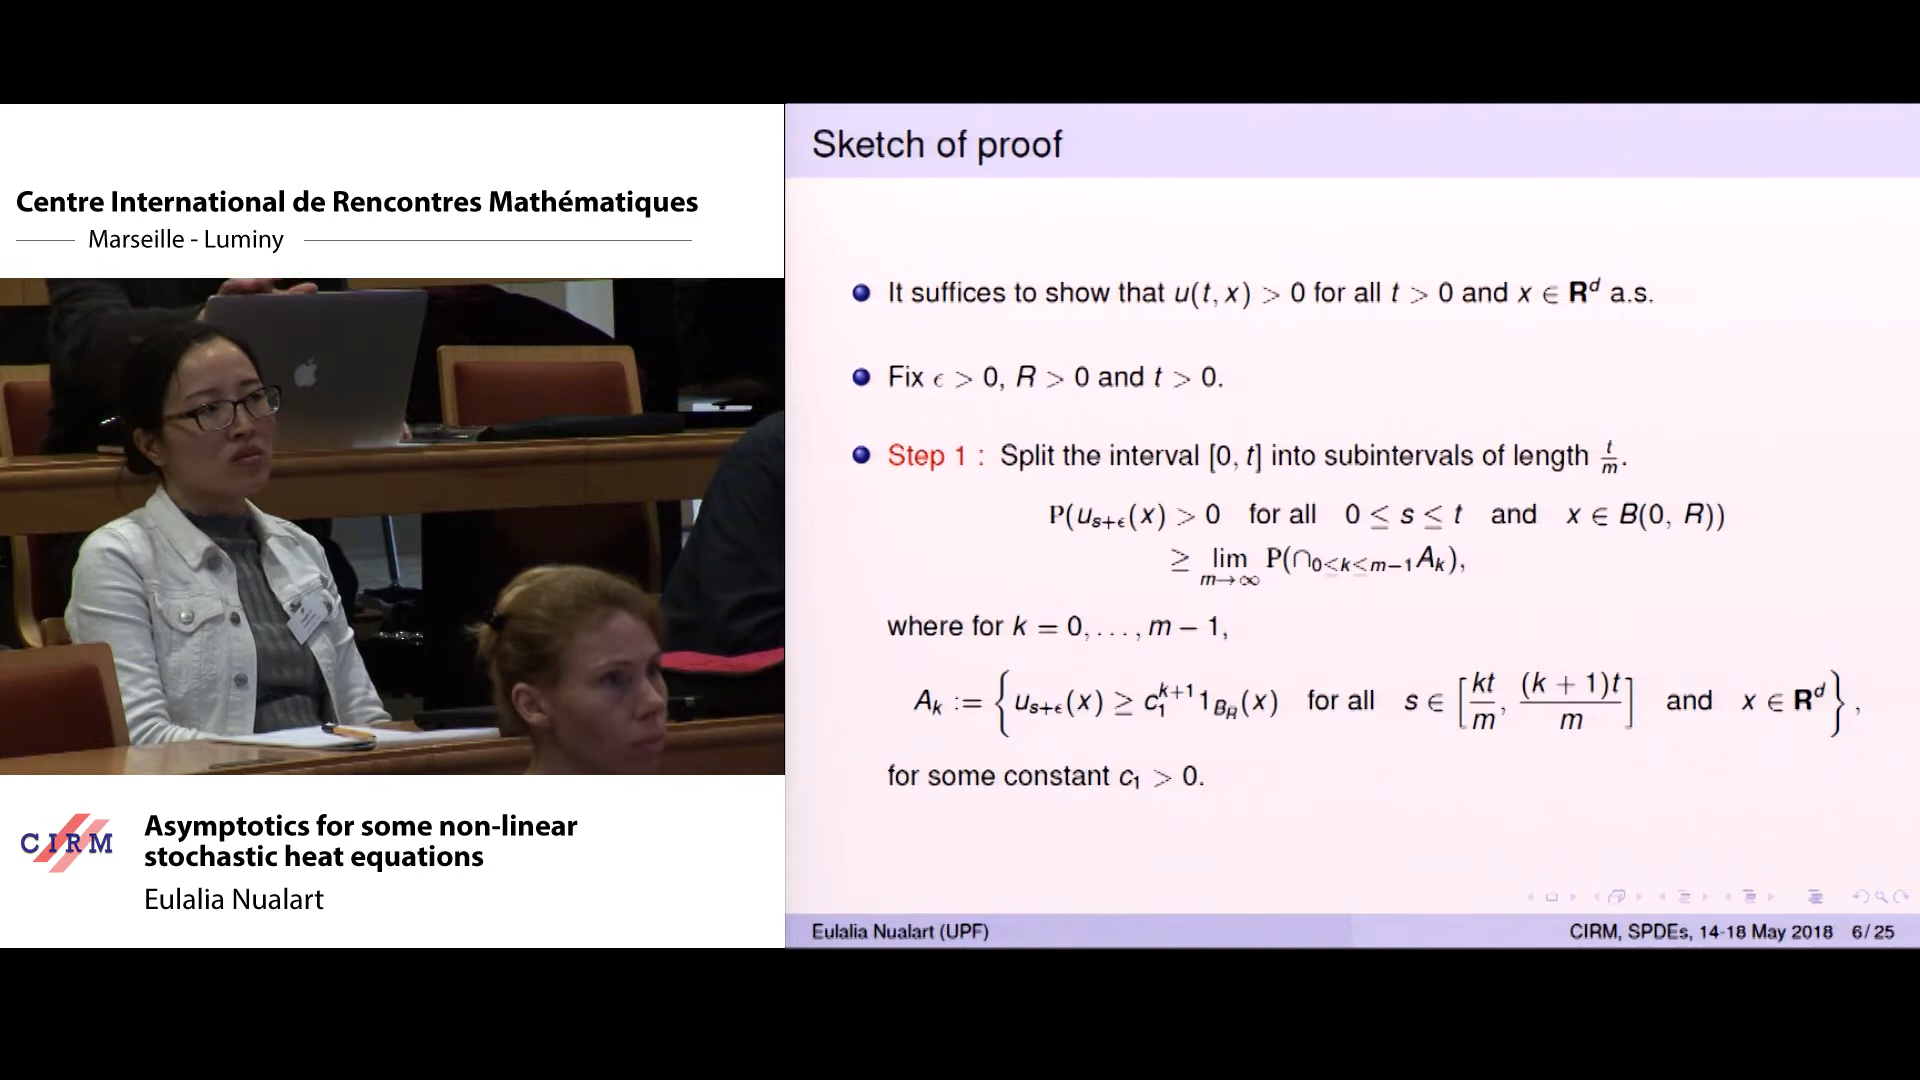 Centre International de Rencontres Mathématiques
Marseille - Luminy
CIRM
Asymptotics for some non-linear
stochastic heat equations
Eulalia Nualart
Sketch of proof
It suffices to show that u(t, x) > 0 for all t > 0 and x ∈ R^d a.s.
Fix ϵ > 0, R > 0 and t > 0.
Step 1 : Split the interval [0, t] into subintervals of length t/m.
P(u_{s+ϵ}(x) > 0 for all 0 ≤ s ≤ t and x ∈ B(0, R))
≥ lim_{m→∞} P(∩_{0≤k≤m−1} A_k),
where for k = 0, . . . , m − 1,
A_k := { u_{s+ϵ}(x) ≥ c_1^{k+1} 1_{B_R}(x) for all s ∈ [kt/m, (k + 1)t/m] and x ∈ R^d } ,
for some constant c_1 > 0.
Eulalia Nualart (UPF)
CIRM, SPDEs, 14-18 May 2018 6 / 25